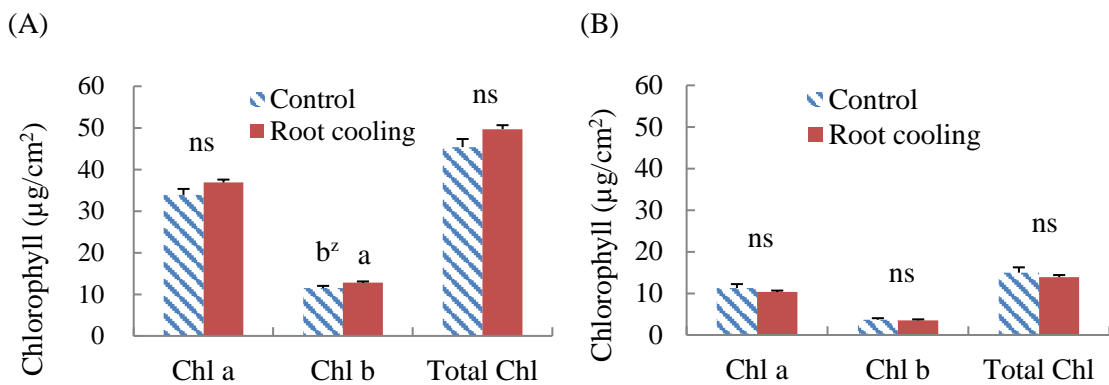 (A)
Chlorophyll (µg/cm²)
60
50
40
30
20
10
0
Control
Root cooling
ns
bᶻ a
ns
Chl a Chl b Total Chl
(B)
Chlorophyll (µg/cm²)
60
50
40
30
20
10
0
Control
Root cooling
ns
ns
ns
Chl a Chl b Total Chl